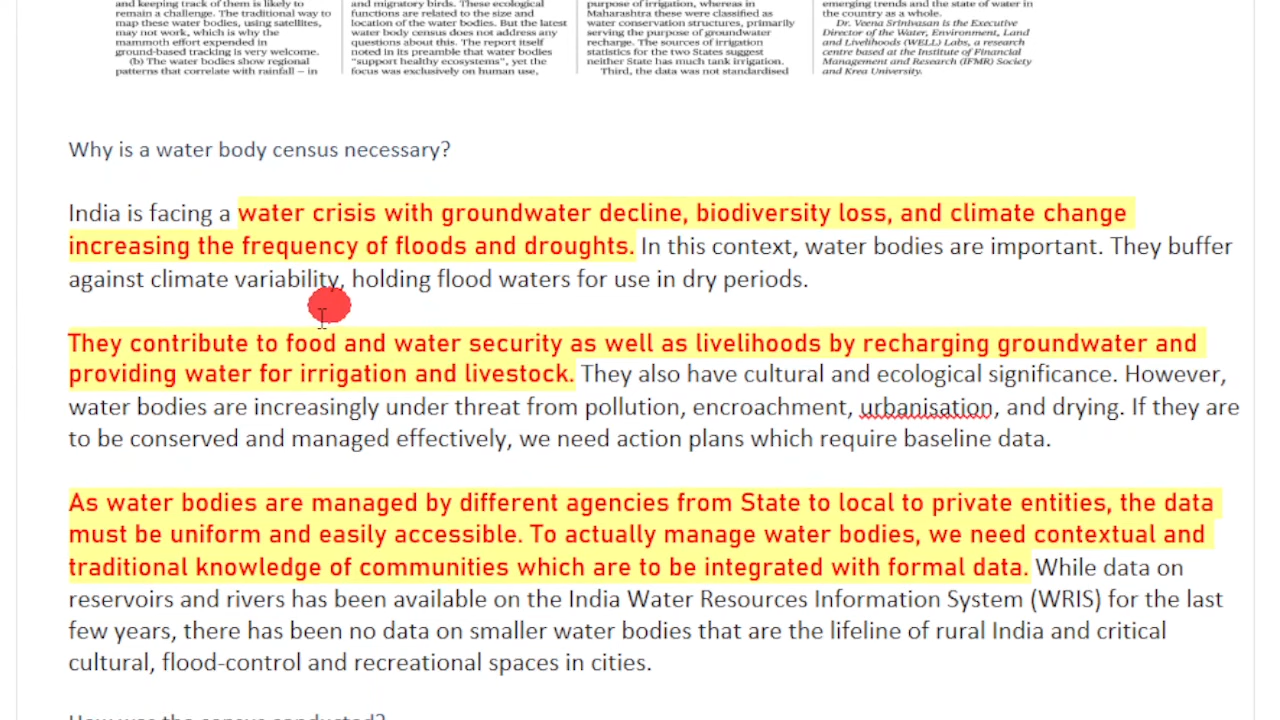 and keeping track of them is likely to
remain a challenge. The traditional way to
map these water bodies, using satellites,
may not work, which is why the
mammoth effort expended in
ground-based tracking is very welcome.
(b) The water bodies show regional
patterns that correlate with rainfall – in
and migratory birds. These ecological
functions are related to the size and
location of the water bodies. But the latest
water body census does not address any
questions about this. The report itself
noted in its preamble that water bodies
“support healthy ecosystems”, yet the
focus was exclusively on human use,
purpose of irrigation, whereas in
Maharashtra these were classified as
water conservation structures, primarily
serving the purpose of groundwater
recharge. The sources of irrigation
statistics for the two States suggest
neither State has much tank irrigation.
Third, the data was not standardised
emerging trends and the state of water in
the country as a whole.
Dr. Veena Srinivasan is the Executive
Director of the Water, Environment, Land
and Livelihoods (WELL) Labs, a research
centre based at the Institute of Financial
Management and Research (IFMR) Society
and Krea University.
Why is a water body census necessary?
India is facing a water crisis with groundwater decline, biodiversity loss, and climate change
increasing the frequency of floods and droughts. In this context, water bodies are important. They buffer
against climate variability, holding flood waters for use in dry periods.
They contribute to food and water security as well as livelihoods by recharging groundwater and
providing water for irrigation and livestock. They also have cultural and ecological significance. However,
water bodies are increasingly under threat from pollution, encroachment, urbanisation, and drying. If they are
to be conserved and managed effectively, we need action plans which require baseline data.
As water bodies are managed by different agencies from State to local to private entities, the data
must be uniform and easily accessible. To actually manage water bodies, we need contextual and
traditional knowledge of communities which are to be integrated with formal data. While data on
reservoirs and rivers has been available on the India Water Resources Information System (WRIS) for the last
few years, there has been no data on smaller water bodies that are the lifeline of rural India and critical
cultural, flood-control and recreational spaces in cities.
How was the census conducted?